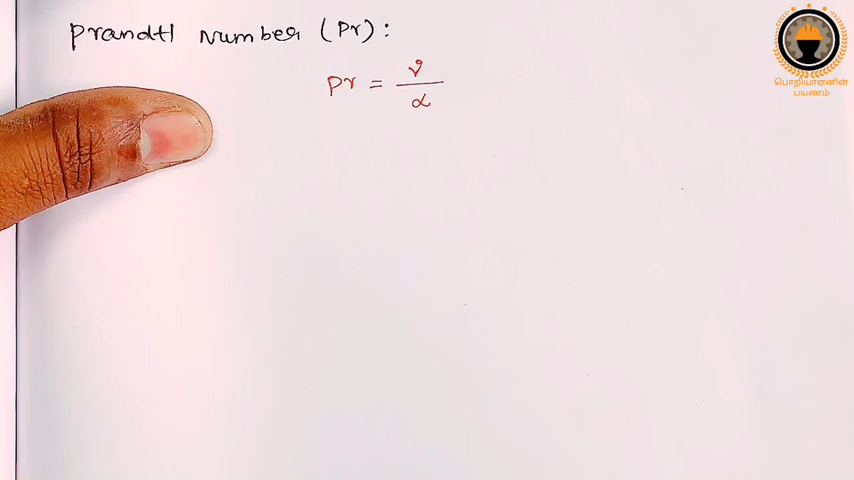 Prandtl Number (Pr):
Pr = ν / α
பொறியாளனின்
பயணம்